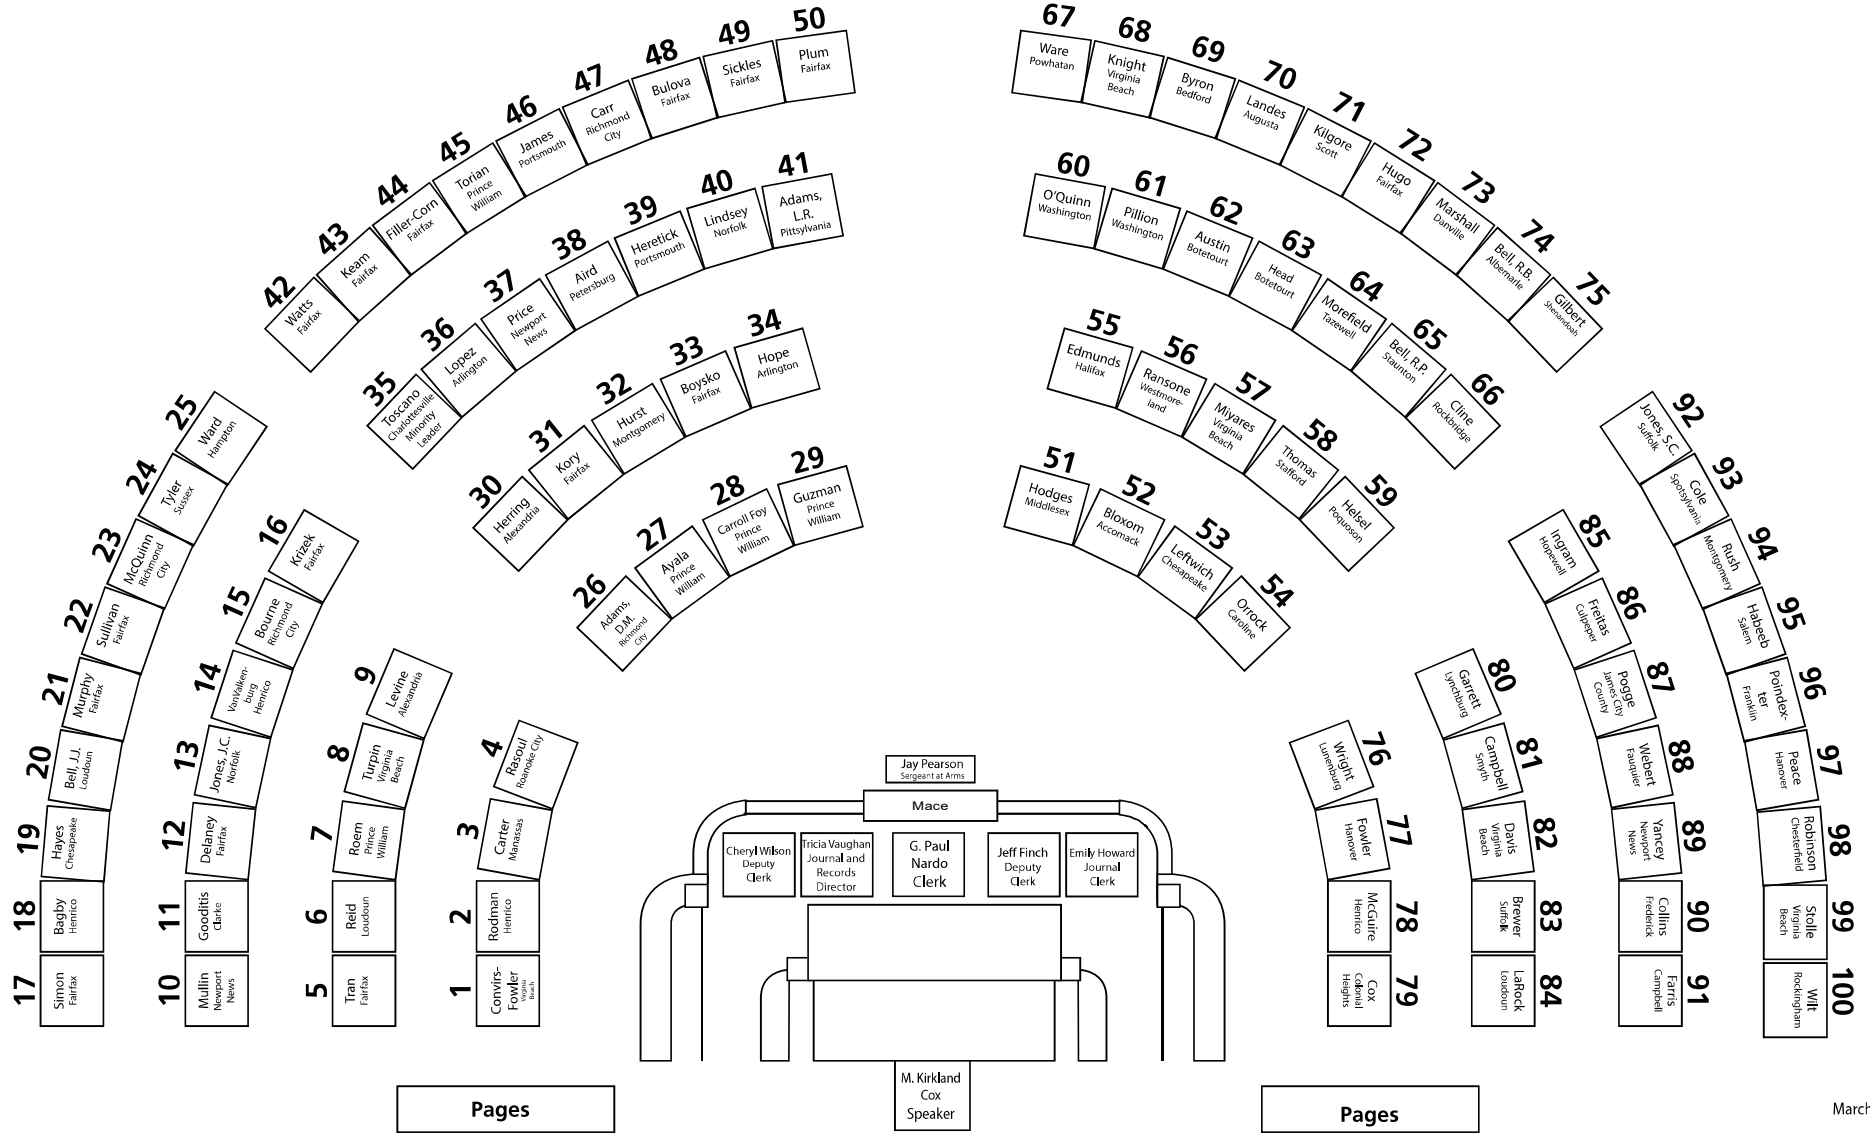 1
Convirs-
Fowler
Virginia
Beach
2
Rodman
Henrico
3
Carter
Manassas
4
Rasoul
Roanoke City
5
Tran
Fairfax
6
Reid
Loudoun
7
Roem
Prince
William
8
Turpin
Virginia
Beach
9
Levine
Alexandria
10
Mullin
Newport
News
11
Gooditis
Clarke
12
Delaney
Fairfax
13
Jones, J.C.
Norfolk
14
VanValken-
burg
Henrico
15
Bourne
Richmond
City
16
Krizek
Fairfax
17
Simon
Fairfax
18
Bagby
Henrico
19
Hayes
Chesapeake
20
Bell, J.J.
Loudoun
21
Murphy
Fairfax
22
Sullivan
Fairfax
23
McQuinn
Richmond
City
24
Tyler
Sussex
25
Ward
Hampton
26
Adams,
D.M.
Richmond
City
27
Ayala
Prince
William
28
Carroll Foy
Prince
William
29
Guzman
Prince
William
30
Herring
Alexandria
31
Kory
Fairfax
32
Hurst
Montgomery
33
Boysko
Fairfax
34
Hope
Arlington
35
Toscano
Charlottesville
Minority
Leader
36
Lopez
Arlington
37
Price
Newport
News
38
Aird
Petersburg
39
Heretick
Portsmouth
40
Lindsey
Norfolk
41
Adams,
L.R.
Pittsylvania
42
Watts
Fairfax
43
Keam
Fairfax
44
Filler-Corn
Fairfax
45
Torian
Prince
William
46
James
Portsmouth
47
Carr
Richmond
City
48
Bulova
Fairfax
49
Sickles
Fairfax
50
Plum
Fairfax
51
Hodges
Middlesex
52
Bloxom
Accomack
53
Leftwich
Chesapeake
54
Orrock
Caroline
55
Edmunds
Halifax
56
Ransone
Westmore-
land
57
Miyares
Virginia
Beach
58
Thomas
Stafford
59
Helsel
Poquoson
60
O'Quinn
Washington
61
Pillion
Washington
62
Austin
Botetourt
63
Head
Botetourt
64
Morefield
Tazewell
65
Bell, R.P.
Staunton
66
Cline
Rockbridge
67
Ware
Powhatan
68
Knight
Virginia
Beach
69
Byron
Bedford
70
Landes
Augusta
71
Kilgore
Scott
72
Hugo
Fairfax
73
Marshall
Danville
74
Bell, R.B.
Albemarle
75
Gilbert
Shenandoah
76
Wright
Lunenburg
77
Fowler
Hanover
78
McGuire
Henrico
79
Cox
Colonial
Heights
80
Garrett
Lynchburg
81
Campbell
Smyth
82
Davis
Virginia
Beach
83
Brewer
Suffolk
84
LaRock
Loudoun
85
Ingram
Hopewell
86
Freitas
Culpeper
87
Pogge
James City
County
88
Webert
Fauquier
89
Yancey
Newport
News
90
Collins
Frederick
91
Farris
Campbell
92
Jones, S.C.
Suffolk
93
Cole
Spotsylvania
94
Rush
Montgomery
95
Habeeb
Salem
96
Poindex-
ter
Franklin
97
Peace
Hanover
98
Robinson
Chesterfield
99
Stolle
Virginia
Beach
100
Wilt
Rockingham
Jay Pearson
Sergeant at Arms
Mace
Cheryl Wilson
Deputy
Clerk
Tricia Vaughan
Journal and
Records
Director
G. Paul
Nardo
Clerk
Jeff Finch
Deputy
Clerk
Emily Howard
Journal
Clerk
M. Kirkland
Cox
Speaker
Pages
Pages
March